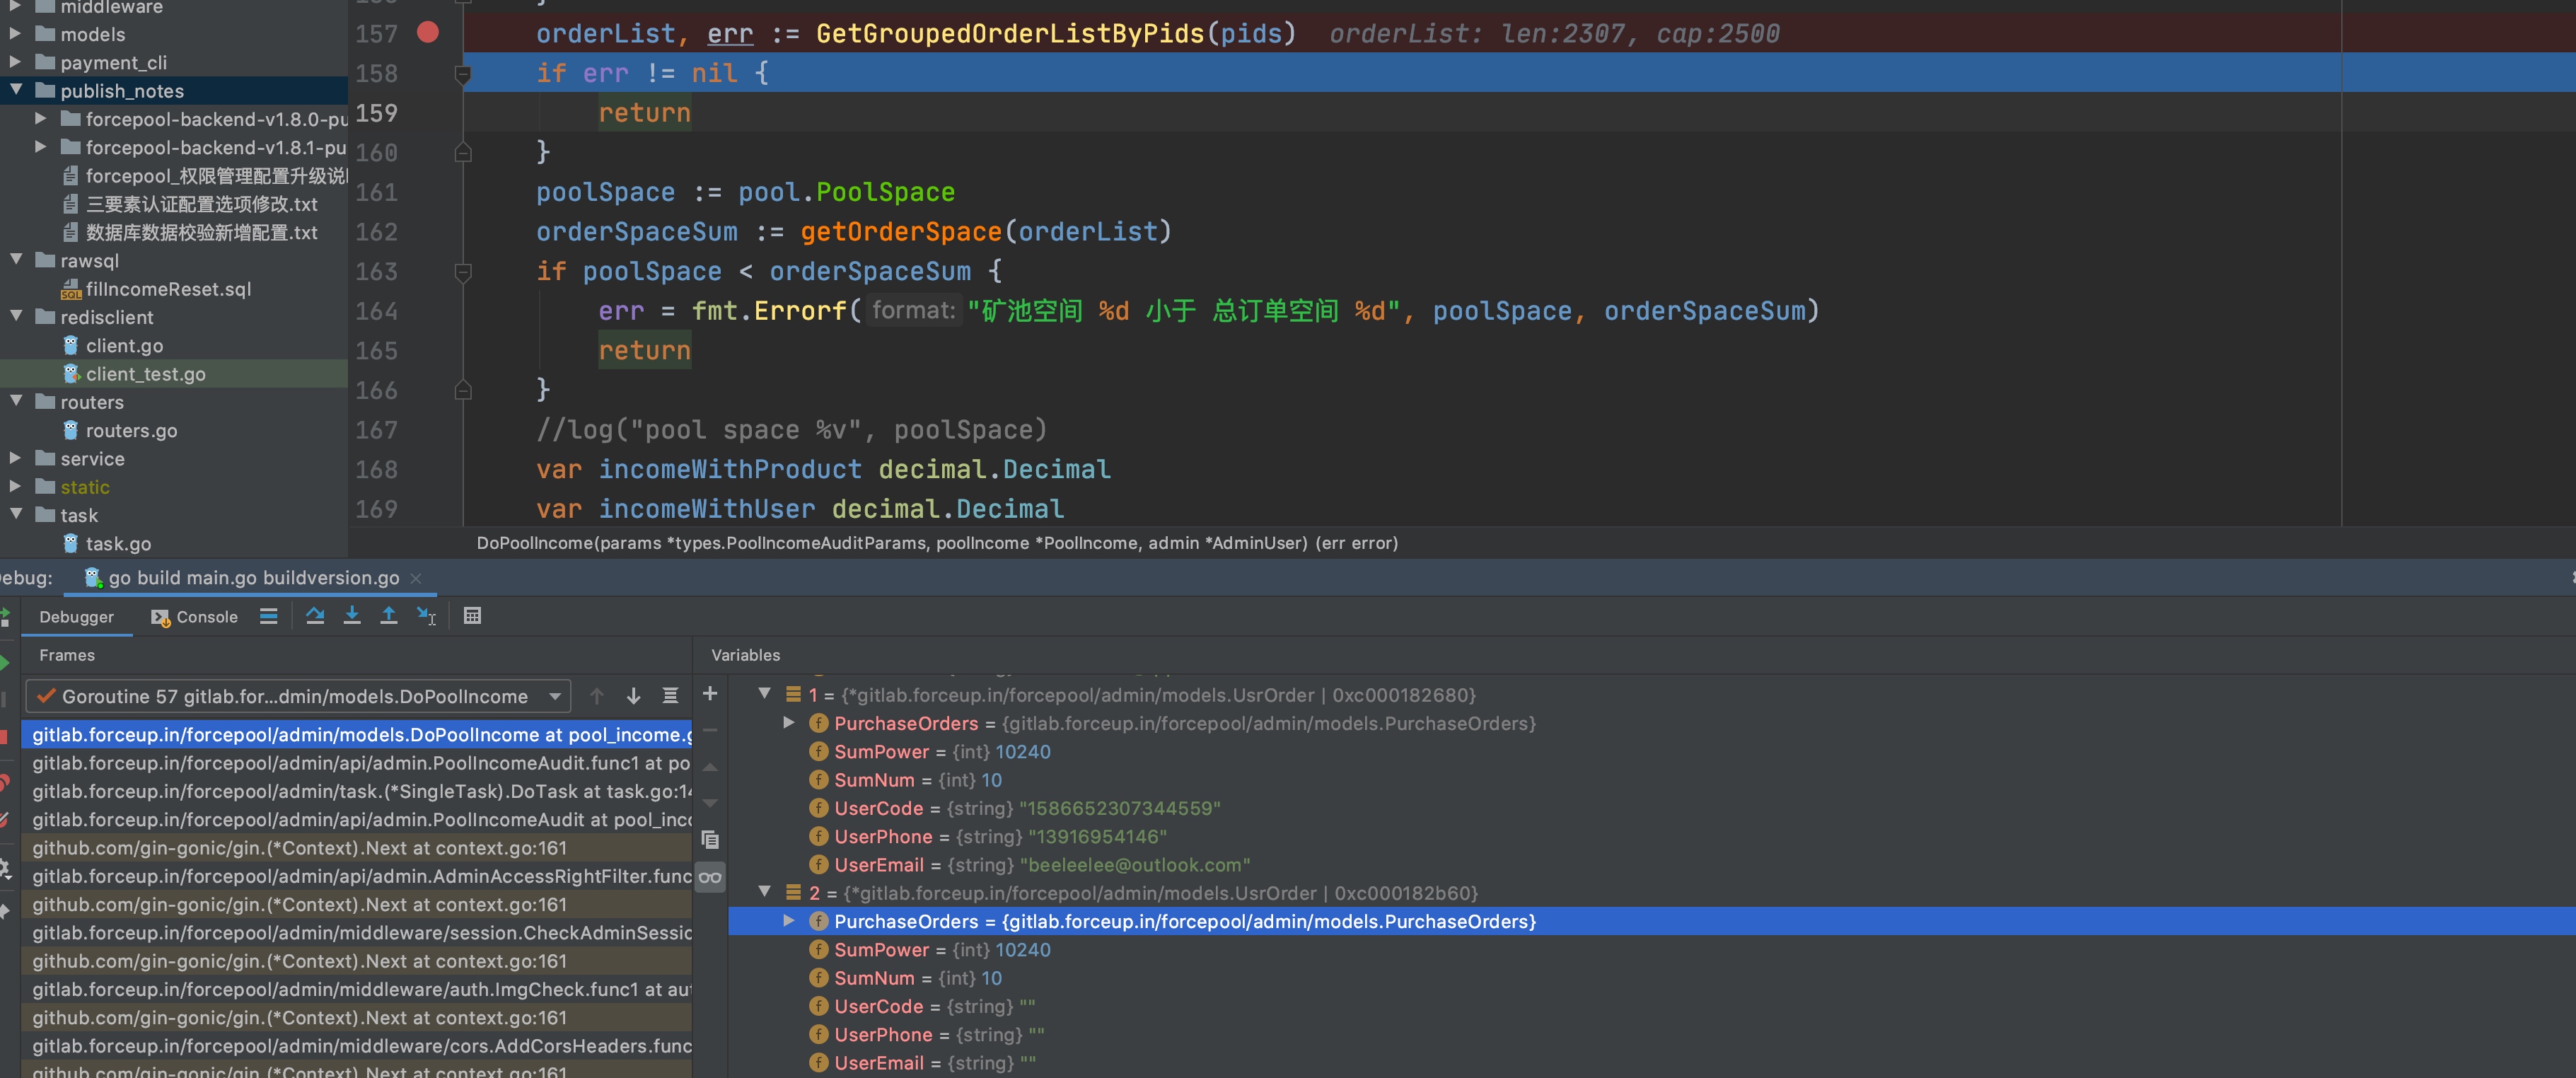 middleware
models
payment_cli
publish_notes
forcepool-backend-v1.8.0-pu
forcepool-backend-v1.8.1-pu
forcepool_权限管理配置升级说
三要素认证配置选项修改.txt
数据库数据校验新增配置.txt
rawsql
fillIncomeReset.sql
redisclient
client.go
client_test.go
routers
routers.go
service
static
task
task.go
157 orderList, err := GetGroupedOrderListByPids(pids) orderList: len:2307, cap:2500
158 if err != nil {
159 return
160 }
161 poolSpace := pool.PoolSpace
162 orderSpaceSum := getOrderSpace(orderList)
163 if poolSpace < orderSpaceSum {
164 err = fmt.Errorf( format: "矿池空间 %d 小于 总订单空间 %d", poolSpace, orderSpaceSum)
165 return
166 }
167 //log("pool space %v", poolSpace)
168 var incomeWithProduct decimal.Decimal
169 var incomeWithUser decimal.Decimal
DoPoolIncome(params *types.PoolIncomeAuditParams, poolIncome *PoolIncome, admin *AdminUser) (err error)
ebug: go build main.go buildversion.go
Debugger Console
Frames
Goroutine 57 gitlab.for...dmin/models.DoPoolIncome
gitlab.forceup.in/forcepool/admin/models.DoPoolIncome at pool_income.g
gitlab.forceup.in/forcepool/admin/api/admin.PoolIncomeAudit.func1 at po
gitlab.forceup.in/forcepool/admin/task.(*SingleTask).DoTask at task.go:14
gitlab.forceup.in/forcepool/admin/api/admin.PoolIncomeAudit at pool_inc
github.com/gin-gonic/gin.(*Context).Next at context.go:161
gitlab.forceup.in/forcepool/admin/api/admin.AdminAccessRightFilter.func
github.com/gin-gonic/gin.(*Context).Next at context.go:161
gitlab.forceup.in/forcepool/admin/middleware/session.CheckAdminSessic
github.com/gin-gonic/gin.(*Context).Next at context.go:161
gitlab.forceup.in/forcepool/admin/middleware/auth.ImgCheck.func1 at au
github.com/gin-gonic/gin.(*Context).Next at context.go:161
gitlab.forceup.in/forcepool/admin/middleware/cors.AddCorsHeaders.func
github.com/gin-gonic/gin.(*Context).Next at context.go:161
Variables
1 = {*gitlab.forceup.in/forcepool/admin/models.UsrOrder | 0xc000182680}
PurchaseOrders = {gitlab.forceup.in/forcepool/admin/models.PurchaseOrders}
SumPower = {int} 10240
SumNum = {int} 10
UserCode = {string} "1586652307344559"
UserPhone = {string} "13916954146"
UserEmail = {string} "beeleelee@outlook.com"
2 = {*gitlab.forceup.in/forcepool/admin/models.UsrOrder | 0xc000182b60}
PurchaseOrders = {gitlab.forceup.in/forcepool/admin/models.PurchaseOrders}
SumPower = {int} 10240
SumNum = {int} 10
UserCode = {string} ""
UserPhone = {string} ""
UserEmail = {string} ""